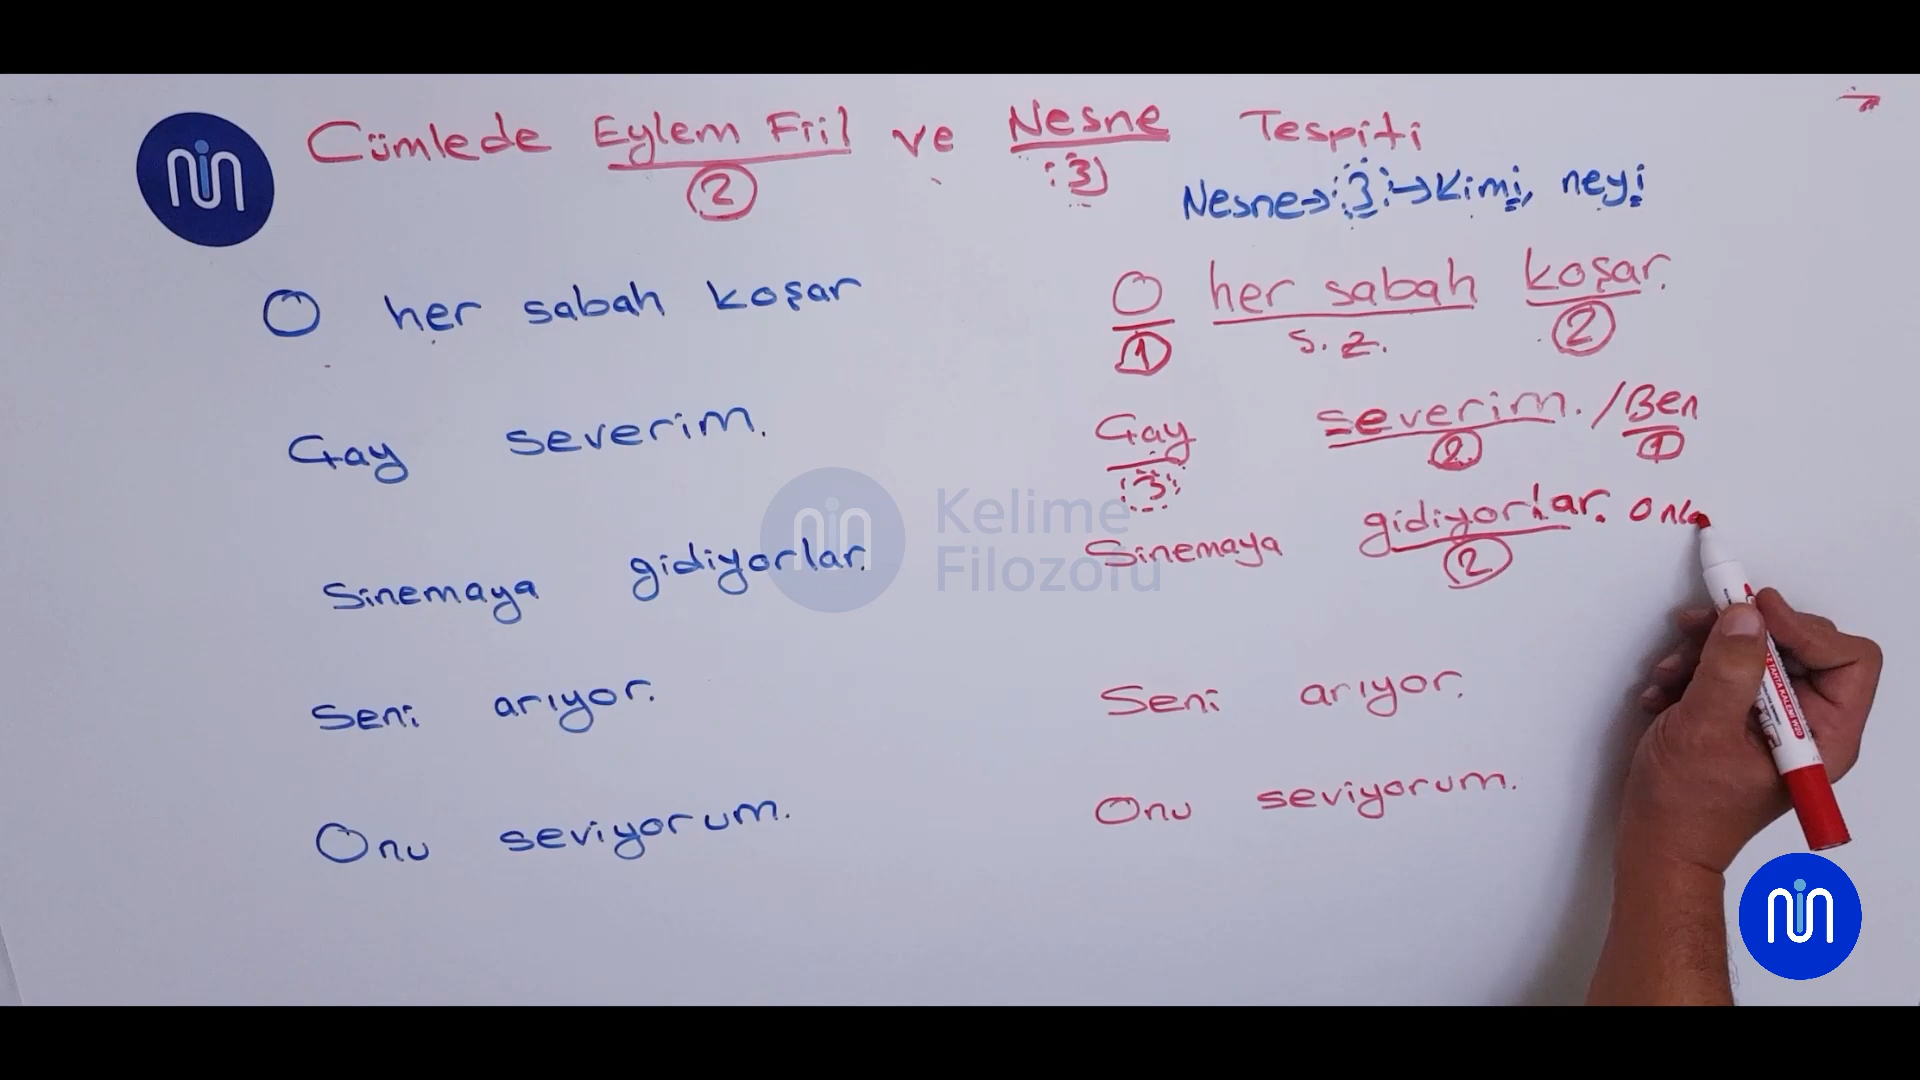 Cümlede Eylem Fiil ve Nesne Tespiti
2 3
Nesne → 3 → Kimi, neyi
O her sabah koşar
Çay severim.
Sinemaya gidiyorlar.
Seni arıyor.
Onu seviyorum.
O her sabah koşar.
1 s. z. 2
Çay severim. / Ben
3 2 1
Sinemaya gidiyorlar. Onla
2
Seni arıyor.
Onu seviyorum.
Kelime
Filozofu